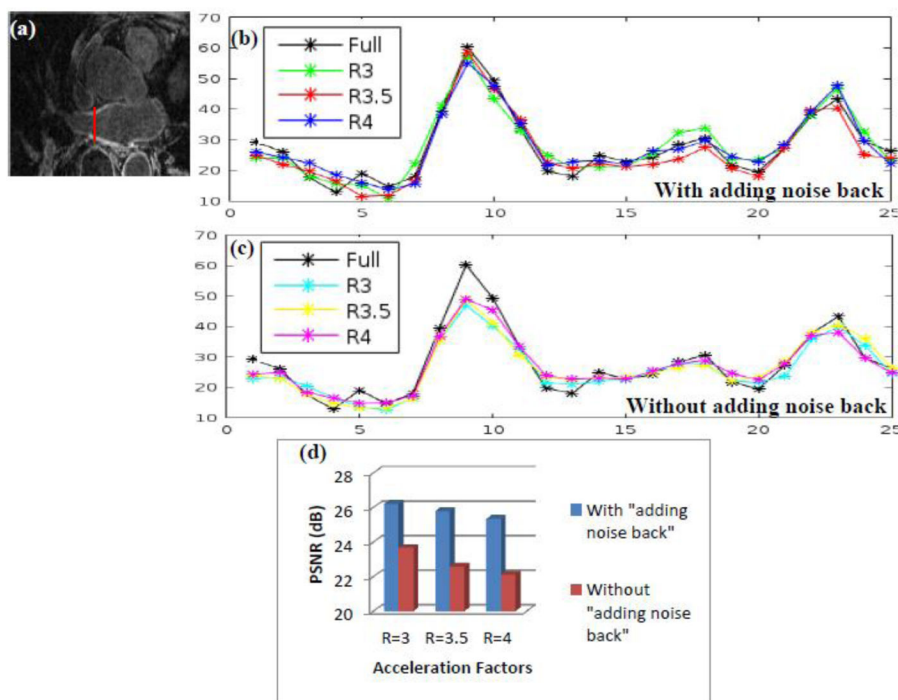 (a)
(b)
70
60
50
40
30
20
10
Full
R3
R3.5
R4
With adding noise back
0 5 10 15 20 25
(c)
70
60
50
40
30
20
10
Full
R3
R3.5
R4
Without adding noise back
0 5 10 15 20 25
(d)
PSNR (dB)
28
26
24
22
20
R=3 R=3.5 R=4
Acceleration Factors
With "adding
noise back"
Without
"adding noise
back"